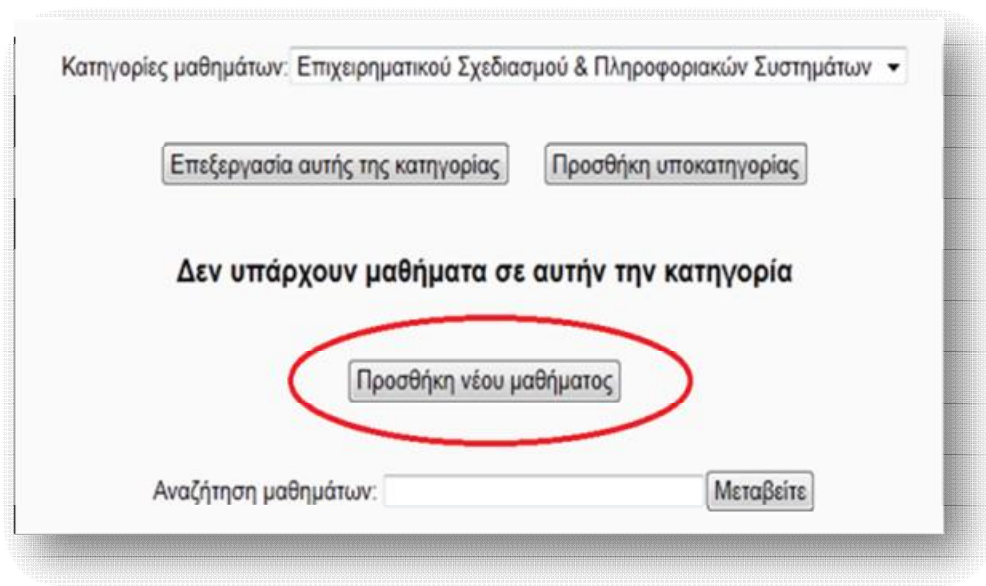 Κατηγορίες μαθημάτων: Επιχειρηματικού Σχεδιασμού & Πληροφοριακών Συστημάτων
Επεξεργασία αυτής της κατηγορίας Προσθήκη υποκατηγορίας
Δεν υπάρχουν μαθήματα σε αυτήν την κατηγορία
Προσθήκη νέου μαθήματος
Αναζήτηση μαθημάτων: Μεταβείτε